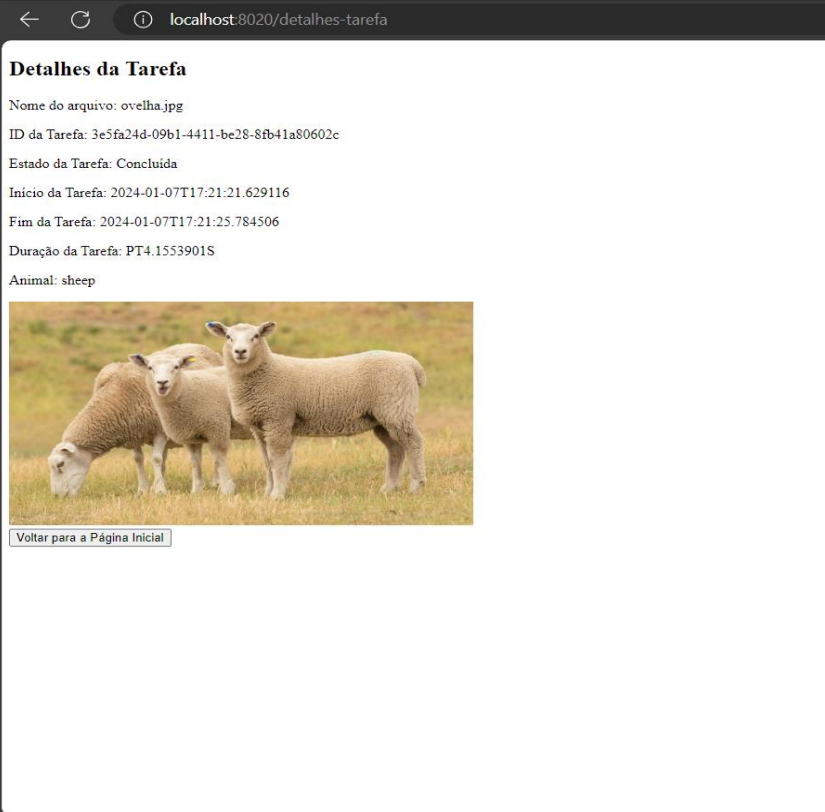 localhost:8020/detalhes-tarefa
Detalhes da Tarefa
Nome do arquivo: ovelha.jpg
ID da Tarefa: 3e5fa24d-09b1-4411-be28-8fb41a80602c
Estado da Tarefa: Concluída
Início da Tarefa: 2024-01-07T17:21:21.629116
Fim da Tarefa: 2024-01-07T17:21:25.784506
Duração da Tarefa: PT4.1553901S
Animal: sheep
Voltar para a Página Inicial